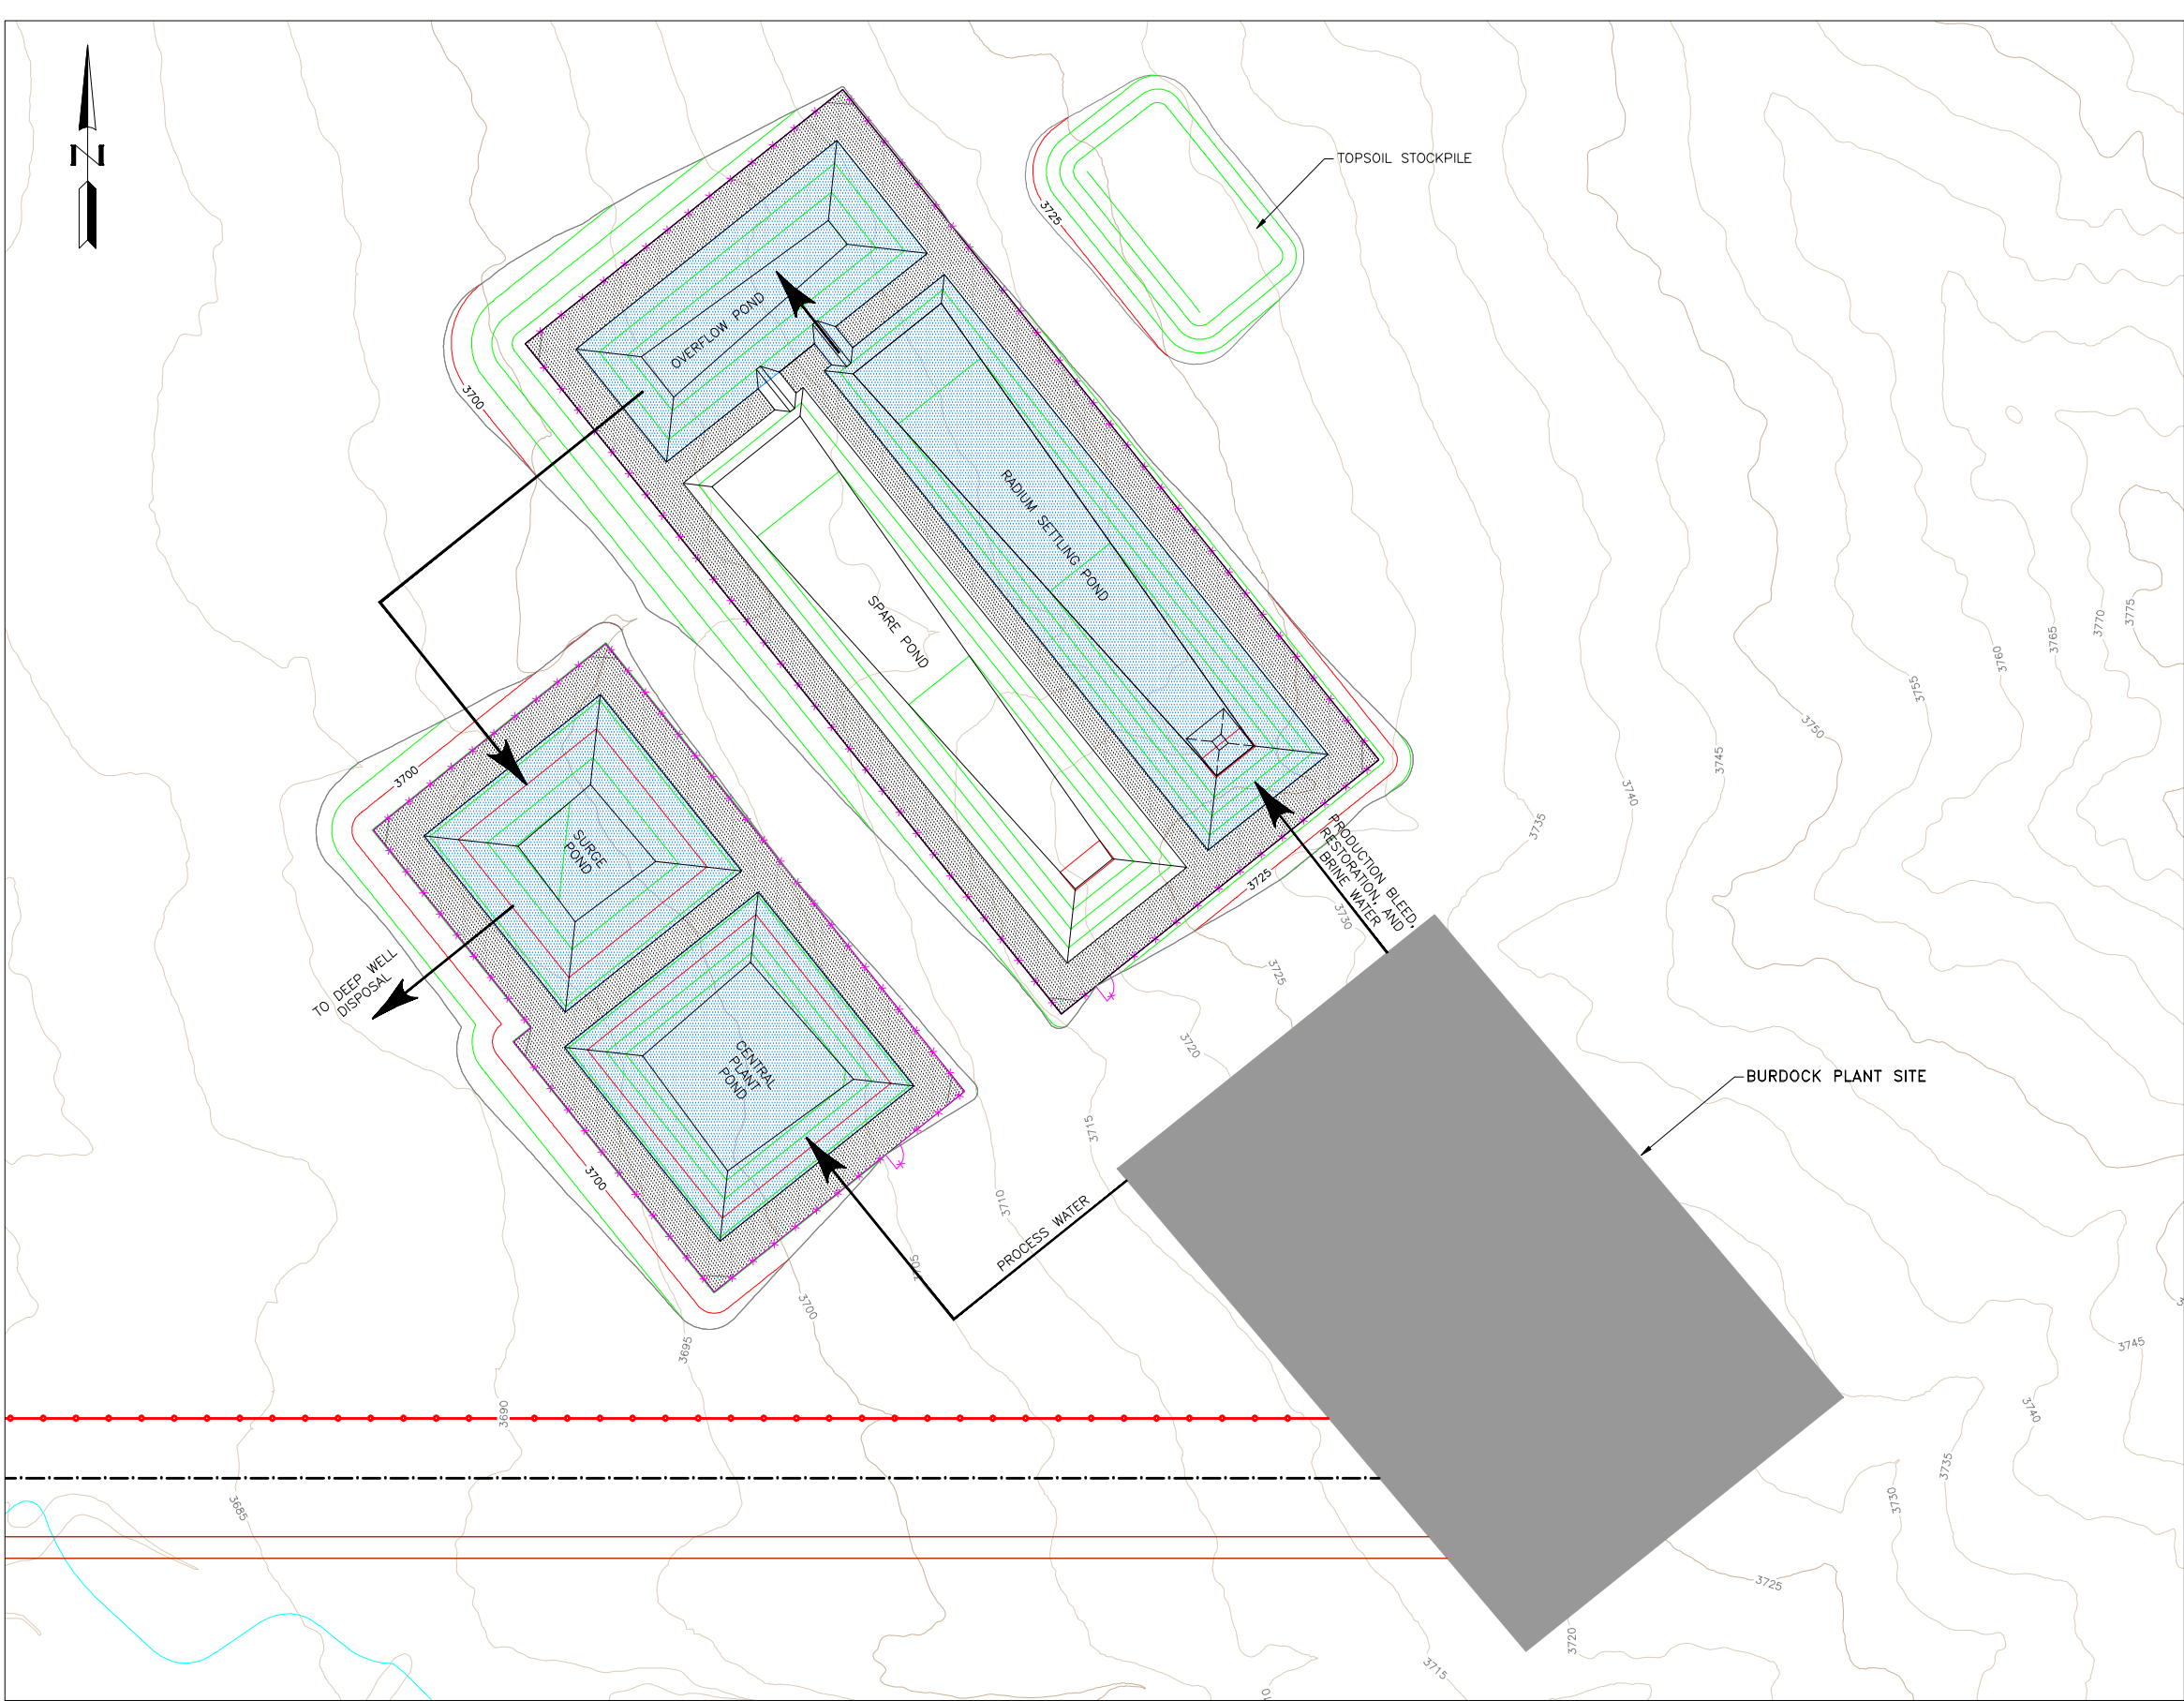 N
TOPSOIL STOCKPILE
3725
3700
OVERFLOW POND
RADIUM SETTLING POND
SPARE POND
3775
3770
3765
3760
3755
3750
3745
3740
3735
3700
SURGE
POND
PRODUCTION BLEED,
RESTORATION, AND
BRINE WATER
3725
3730
3725
3720
TO DEEP WELL
DISPOSAL
CENTRAL
PLANT
POND
BURDOCK PLANT SITE
3715
3700
3710
PROCESS WATER
3705
3700
3695
3690
3745
3740
3735
3730
3685
3725
3720
3715